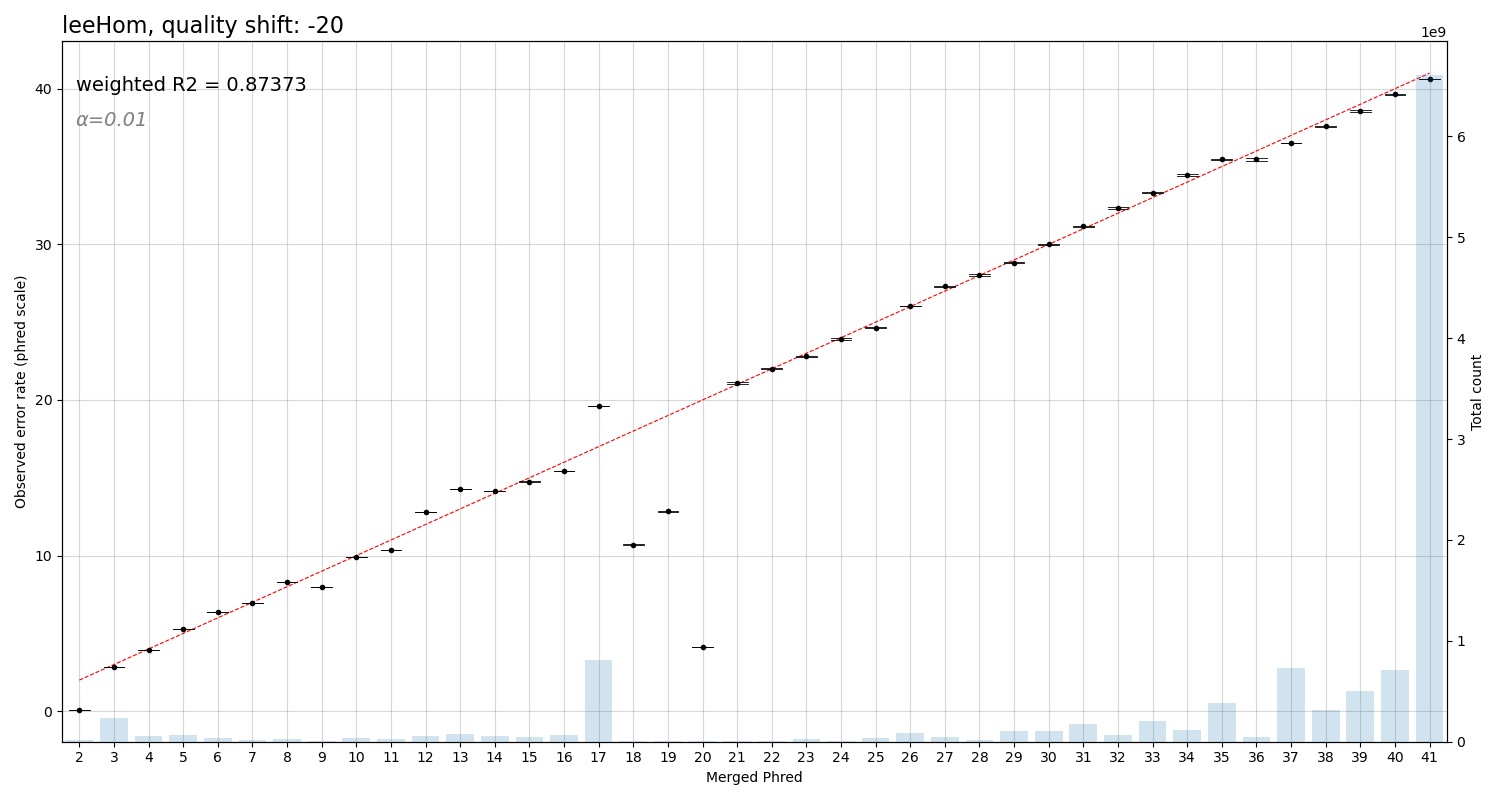 leeHom, quality shift: -20
1e9
weighted R2 = 0.87373
α=0.01
40
30
20
10
0
Observed error rate (phred scale)
6
5
4
3
2
1
0
Total count
2 3 4 5 6 7 8 9 10 11 12 13 14 15 16 17 18 19 20 21 22 23 24 25 26 27 28 29 30 31 32 33 34 35 36 37 38 39 40 41
Merged Phred